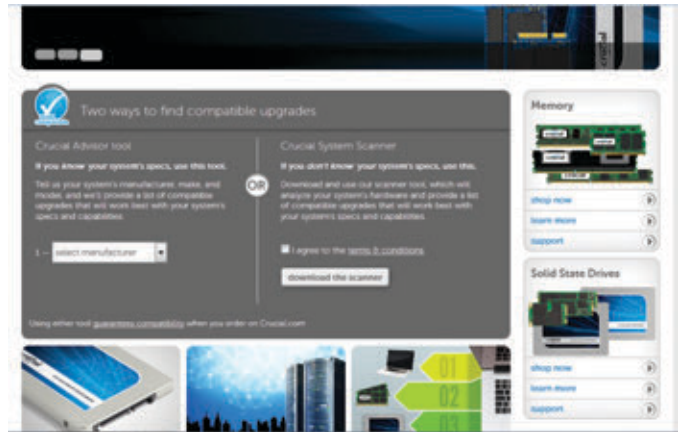 Two ways to find compatible upgrades
Crucial Advisor tool
If you know your system's specs, use this tool.
Tell us your system's manufacturer, make, and
model, and we'll provide a list of compatible
upgrades that will work best with your system's
specs and capabilities
1 — select manufacturer
OR
Crucial System Scanner
If you don't know your system's specs, use this.
Download and use our scanner tool, which will
analyze your system's hardware and provide a list
of compatible upgrades that will work best with
your system's specs and capabilities
I agree to the terms & conditions
download the scanner
Using either tool guarantees compatibility when you order on Crucial.com
Memory
shop now
learn more
support
Solid State Drives
shop now
learn more
support
01
02
03